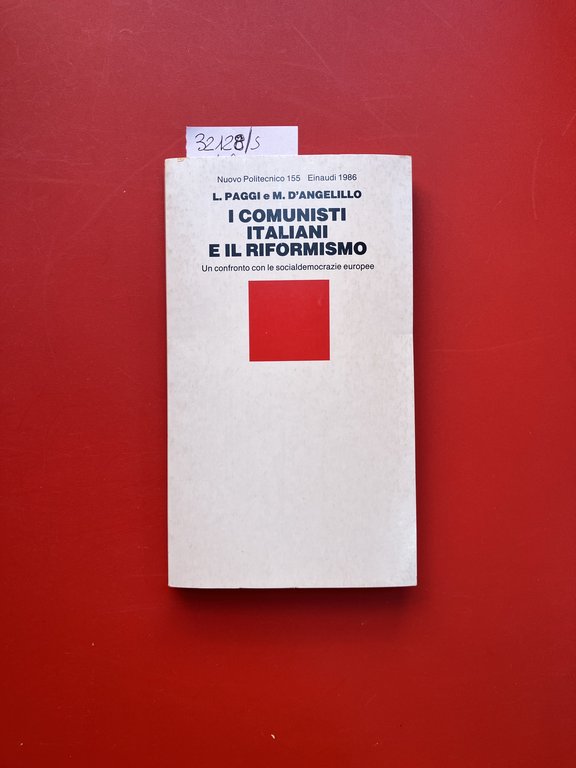 32128/s
Nuovo Politecnico 155 Einaudi 1986
L. PAGGI e M. D'ANGELILLO
I COMUNISTI
ITALIANI
E IL RIFORMISMO
Un confronto con le socialdemocrazie europee